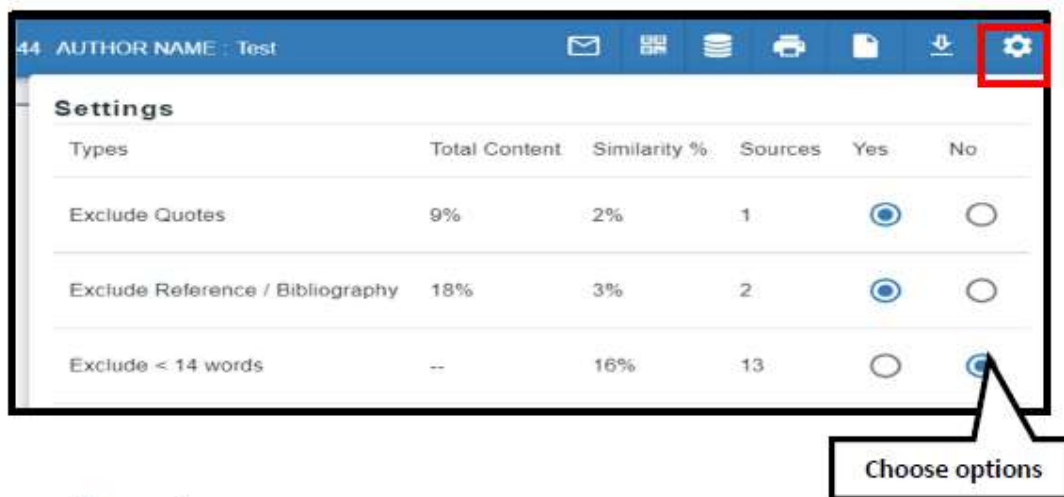 44 AUTHOR NAME : Test
Settings
Types Total Content Similarity % Sources Yes No
Exclude Quotes 9% 2% 1
Exclude Reference / Bibliography 18% 3% 2
Exclude < 14 words -- 16% 13
Choose options